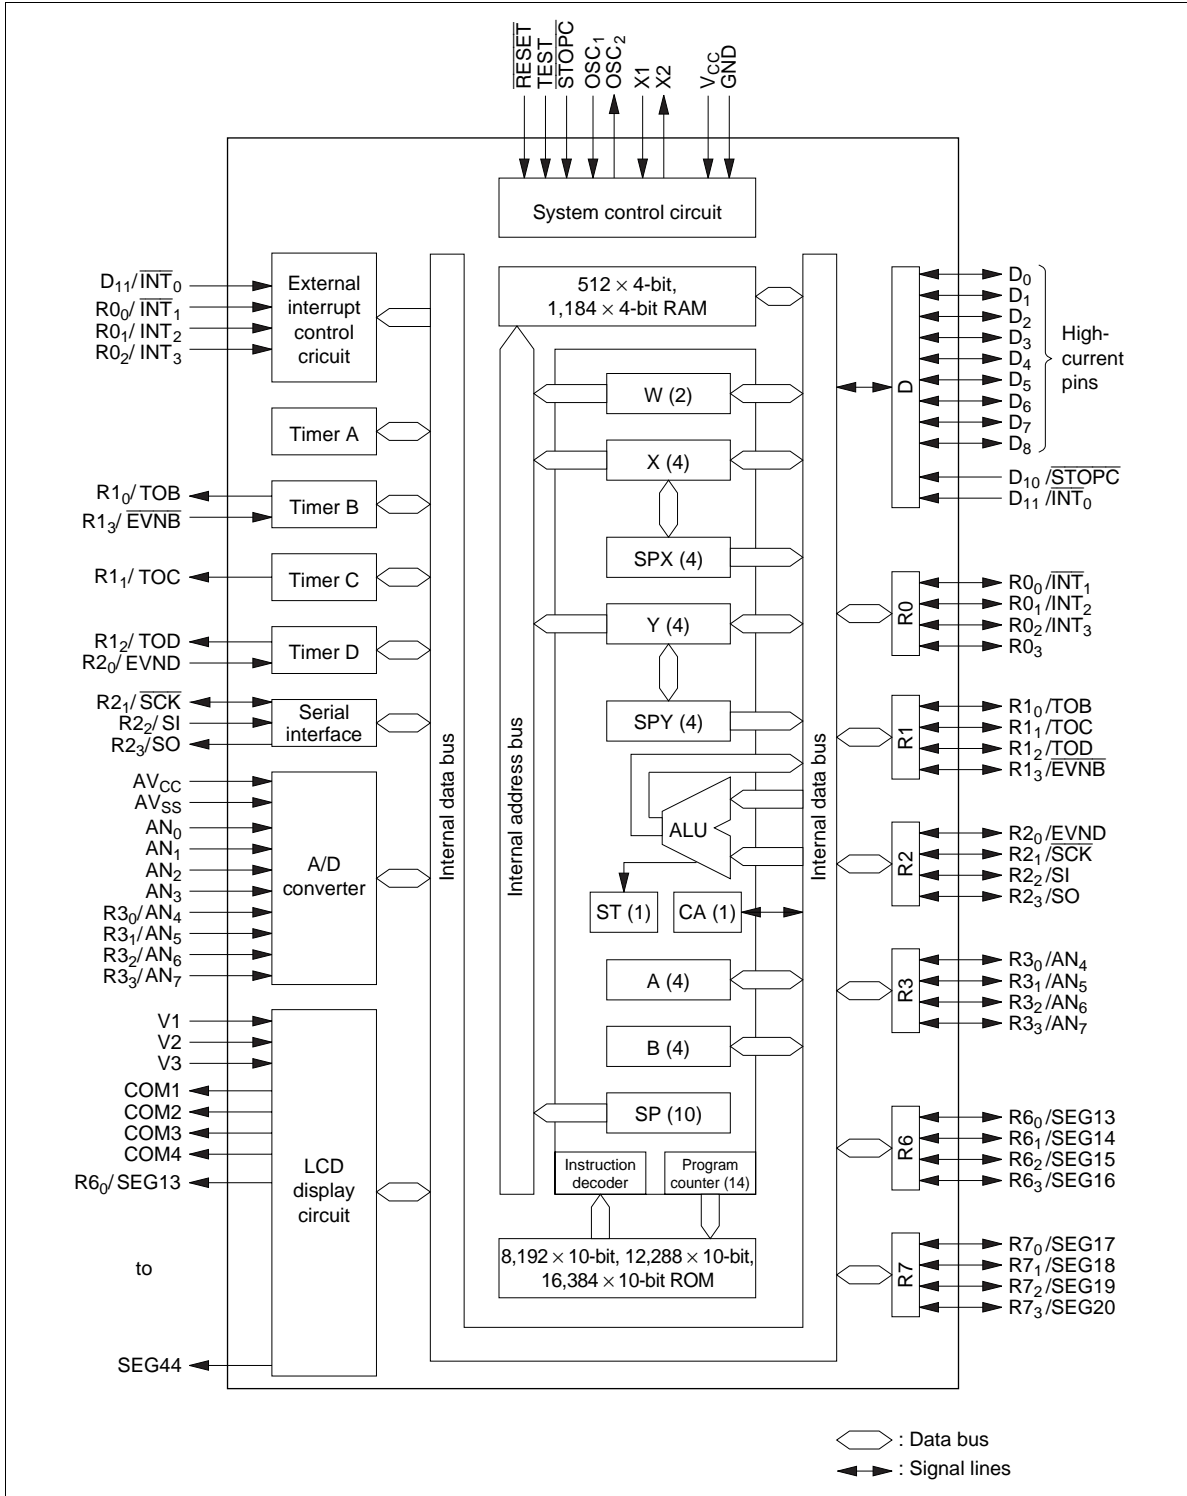 RESET
TEST
STOPC
OSC1
OSC2
X1
X2
VCC
GND
System control circuit
D11/INT0
R00/INT1
R01/INT2
R02/INT3
External
interrupt
control
cricuit
Timer A
R10/TOB
R13/EVNB
Timer B
R11/TOC
Timer C
R12/TOD
R20/EVND
Timer D
R21/SCK
R22/SI
R23/SO
Serial
interface
AVCC
AVSS
AN0
AN1
AN2
AN3
R30/AN4
R31/AN5
R32/AN6
R33/AN7
A/D
converter
V1
V2
V3
COM1
COM2
COM3
COM4
R60/SEG13
to
SEG44
LCD
display
circuit
Internal data bus
512 × 4-bit,
1,184 × 4-bit RAM
Internal address bus
W (2)
X (4)
SPX (4)
Y (4)
SPY (4)
ALU
ST (1)
CA (1)
A (4)
B (4)
SP (10)
Instruction
decoder
Program
counter (14)
8,192 × 10-bit, 12,288 × 10-bit,
16,384 × 10-bit ROM
Internal data bus
D
D0
D1
D2
D3
D4
D5
D6
D7
D8
High-
current
pins
D10/STOPC
D11/INT0
R0
R00/INT1
R01/INT2
R02/INT3
R03
R1
R10/TOB
R11/TOC
R12/TOD
R13/EVNB
R2
R20/EVND
R21/SCK
R22/SI
R23/SO
R3
R30/AN4
R31/AN5
R32/AN6
R33/AN7
R6
R60/SEG13
R61/SEG14
R62/SEG15
R63/SEG16
R7
R70/SEG17
R71/SEG18
R72/SEG19
R73/SEG20
: Data bus
: Signal lines